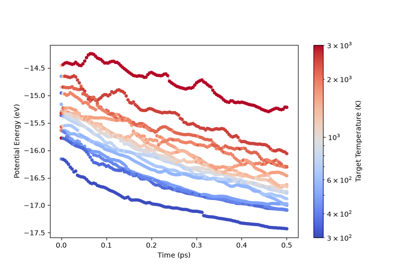 −14.5
−15.0
−15.5
−16.0
−16.5
−17.0
−17.5
Potential Energy (eV)
0.0 0.1 0.2 0.3 0.4 0.5
Time (ps)
3 × 10³
2 × 10³
10³
6 × 10²
4 × 10²
3 × 10²
Target Temperature (K)